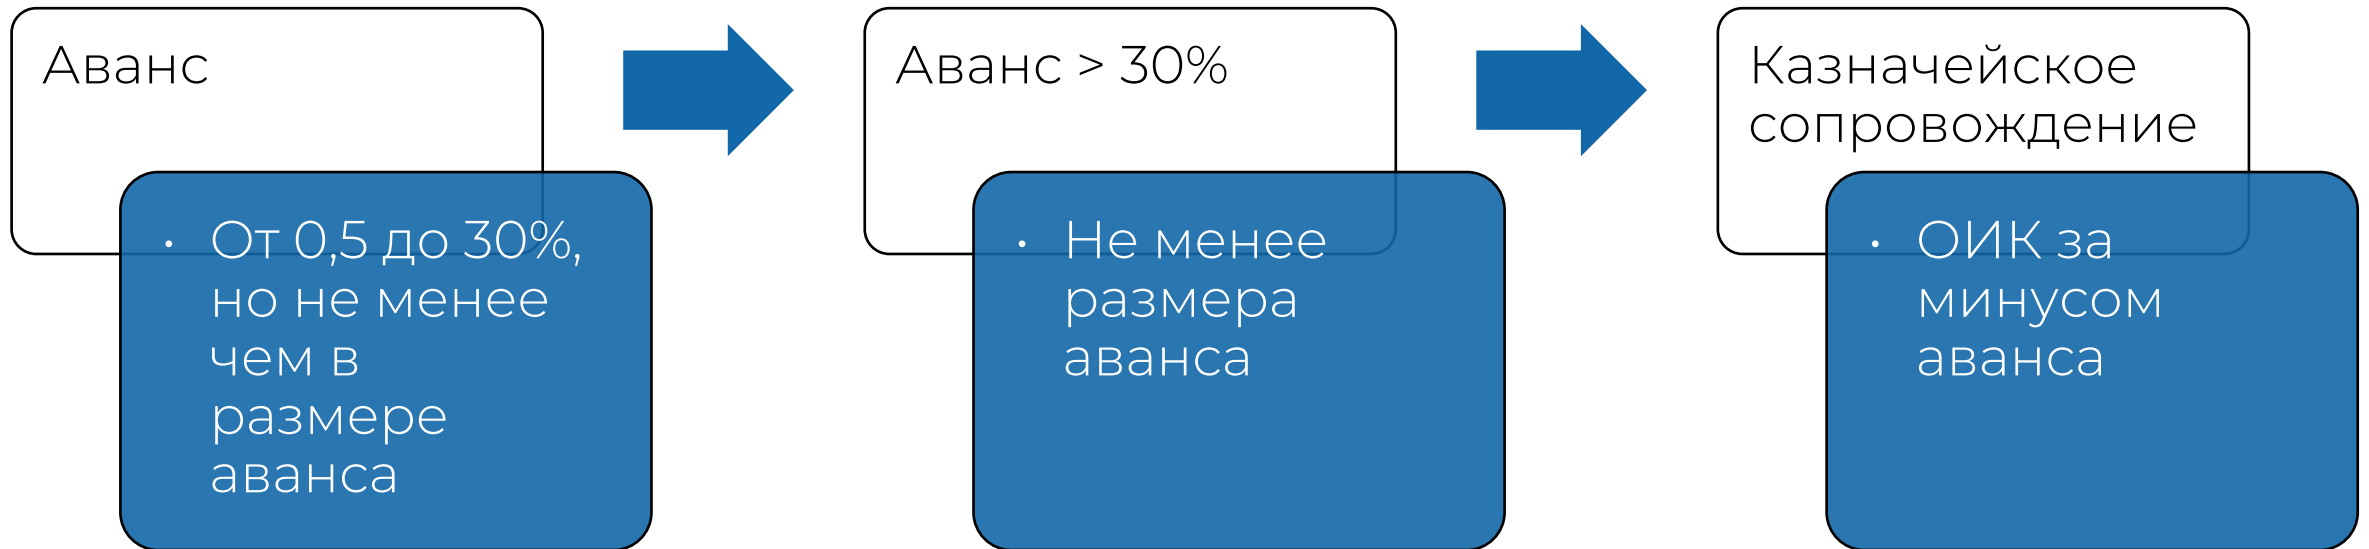 Аванс
• От 0,5 до 30%,
но не менее
чем в
размере
аванса
Аванс > 30%
• Не менее
размера
аванса
Казначейское
сопровождение
• ОИК за
минусом
аванса